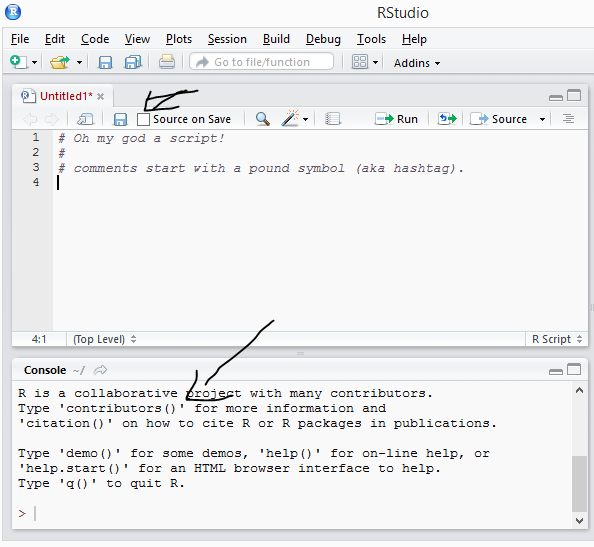 RStudio
File Edit Code View Plots Session Build Debug Tools Help
Go to file/function Addins
Untitled1*
Source on Save Run Source
1 # Oh my god a script!
2 #
3 # comments start with a pound symbol (aka hashtag).
4
4:1 (Top Level) R Script
Console ~/
R is a collaborative project with many contributors.
Type 'contributors()' for more information and
'citation()' on how to cite R or R packages in publications.
Type 'demo()' for some demos, 'help()' for on-line help, or
'help.start()' for an HTML browser interface to help.
Type 'q()' to quit R.
>